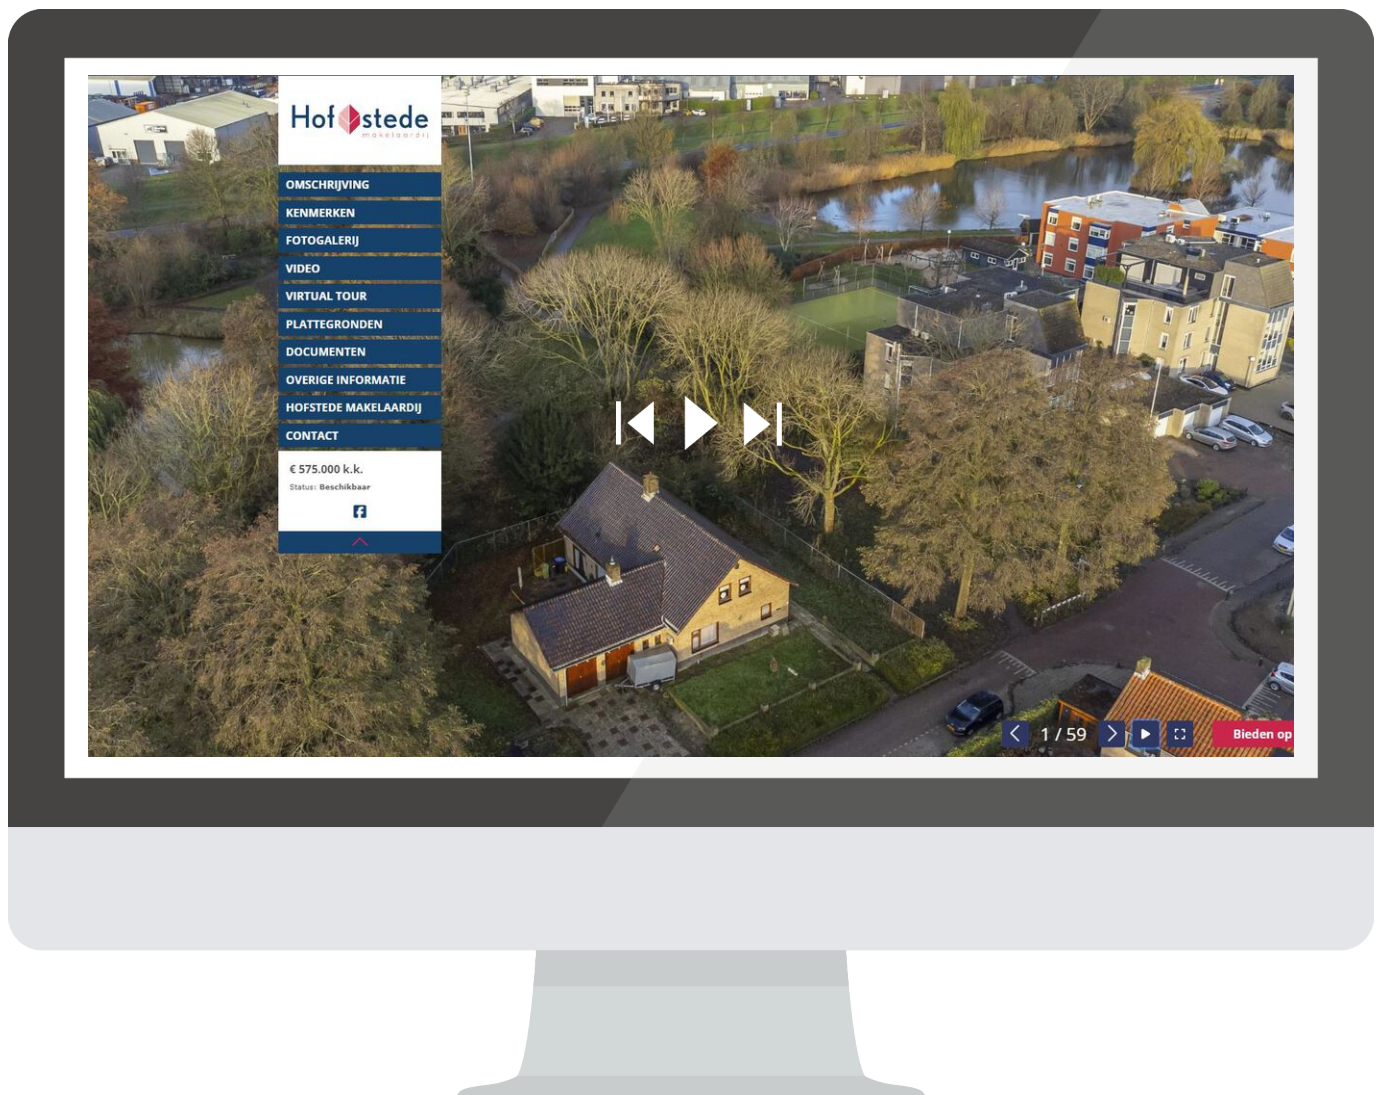 Hofstede
makelaardij
OMSCHRIJVING
KENMERKEN
FOTOGALERIJ
VIDEO
VIRTUAL TOUR
PLATTEGRONDEN
DOCUMENTEN
OVERIGE INFORMATIE
HOFSTEDE MAKELAARDIJ
CONTACT
€ 575.000 k.k.
Status: Beschikbaar
1 / 59
Bieden op